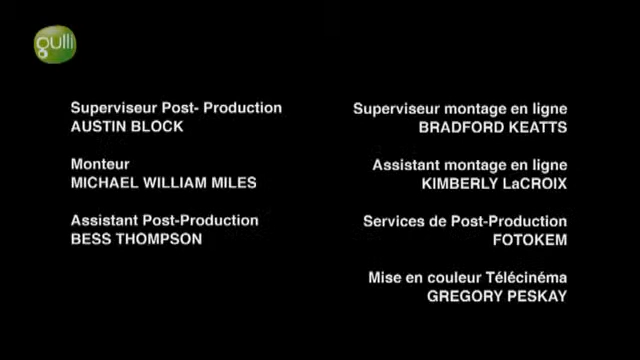 gulli
Superviseur Post- Production
AUSTIN BLOCK
Monteur
MICHAEL WILLIAM MILES
Assistant Post-Production
BESS THOMPSON
Superviseur montage en ligne
BRADFORD KEATTS
Assistant montage en ligne
KIMBERLY LaCROIX
Services de Post-Production
FOTOKEM
Mise en couleur Télécinéma
GREGORY PESKAY